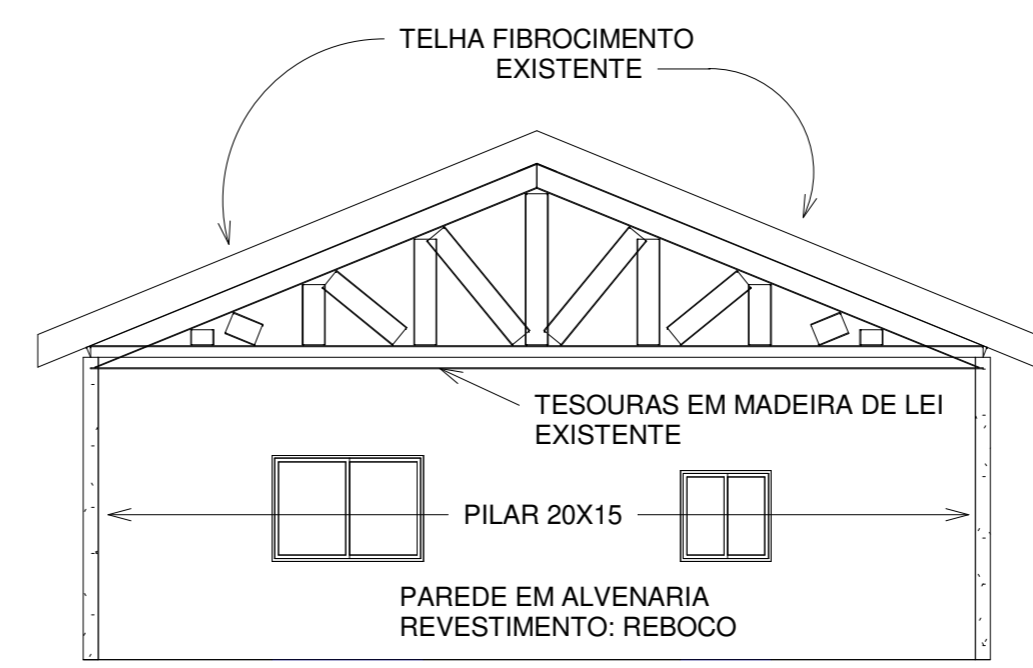 TELHA FIBROCIMENTO
EXISTENTE
TESOURAS EM MADEIRA DE LEI
EXISTENTE
PILAR 20X15
PAREDE EM ALVENARIA
REVESTIMENTO: REBOCO